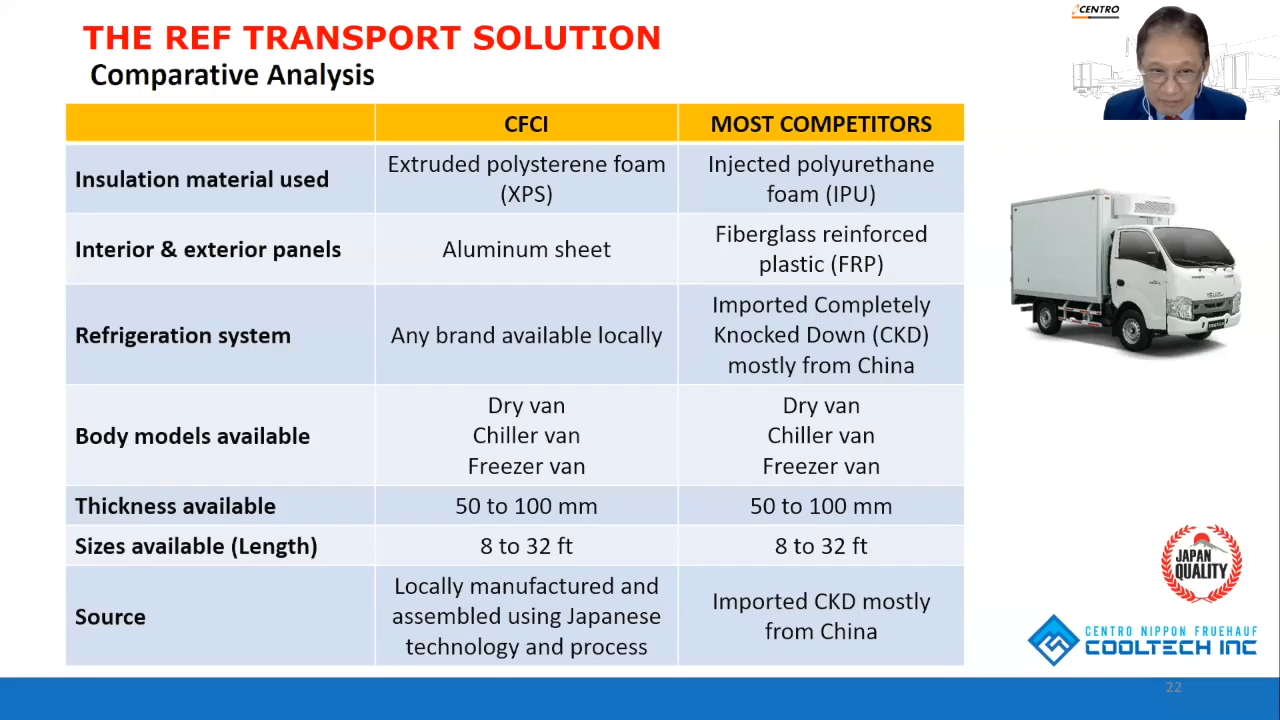 THE REF TRANSPORT SOLUTION
Comparative Analysis
CENTRO
CFCI
MOST COMPETITORS
Insulation material used
Extruded polysterene foam
(XPS)
Injected polyurethane
foam (IPU)
Interior & exterior panels
Aluminum sheet
Fiberglass reinforced
plastic (FRP)
Refrigeration system
Any brand available locally
Imported Completely
Knocked Down (CKD)
mostly from China
Body models available
Dry van
Chiller van
Freezer van
Dry van
Chiller van
Freezer van
Thickness available
50 to 100 mm
50 to 100 mm
Sizes available (Length)
8 to 32 ft
8 to 32 ft
Source
Locally manufactured and
assembled using Japanese
technology and process
Imported CKD mostly
from China
ISUZU
JAPAN
QUALITY
CENTRO NIPPON FRUEHAUF
COOLTECH INC
22